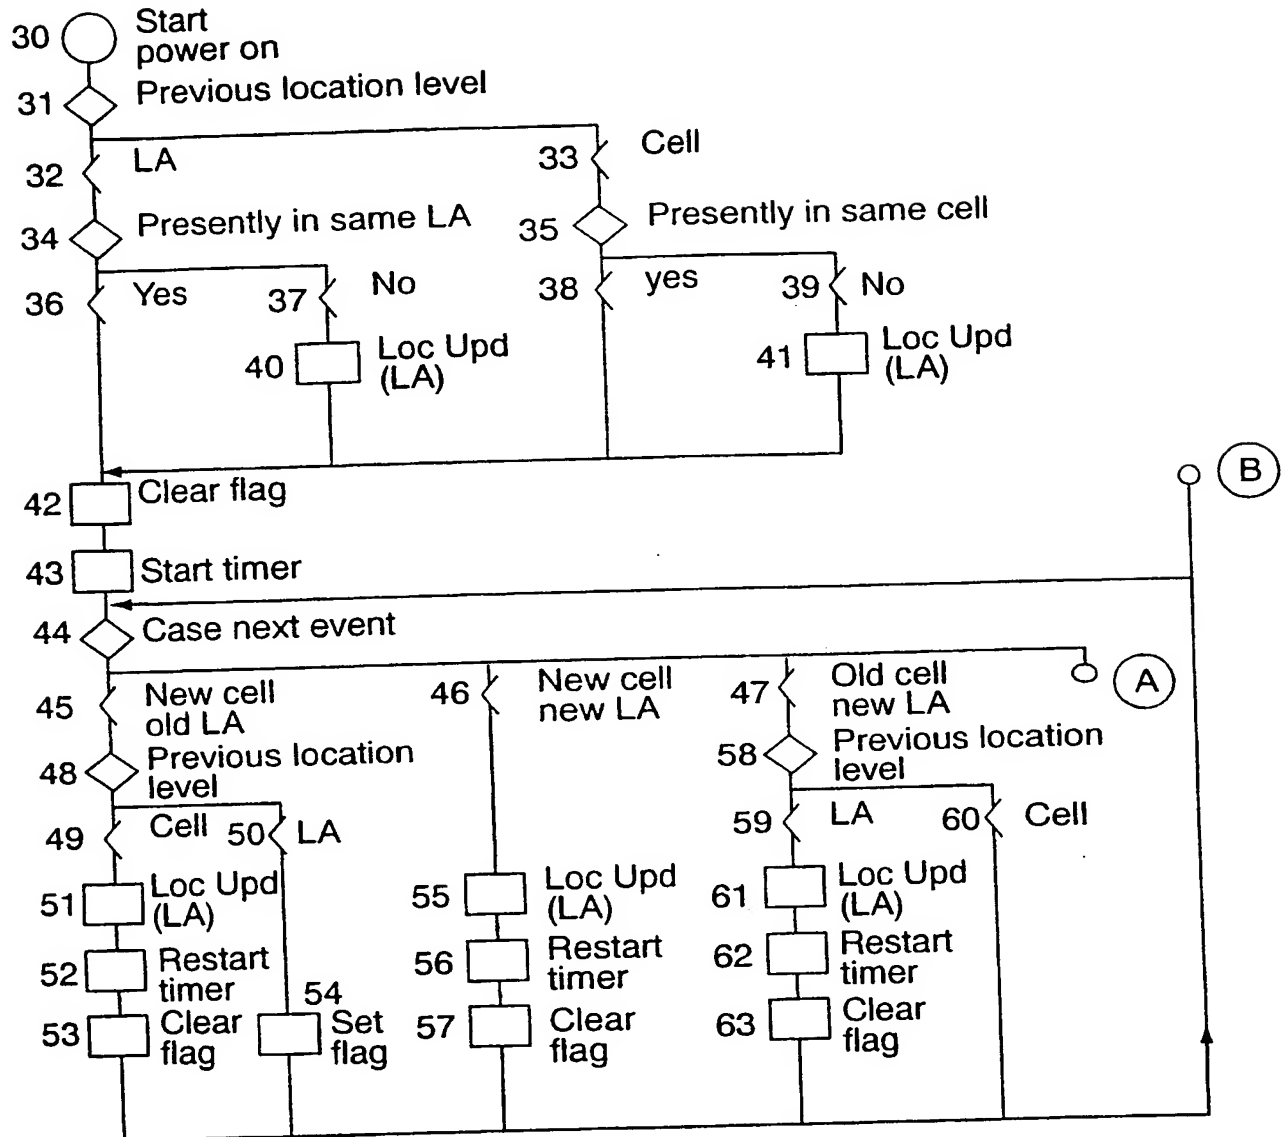 30 Start
power on
31 Previous location level
32 LA
33 Cell
34 Presently in same LA
35 Presently in same cell
36 Yes
37 No
38 yes
39 No
40 Loc Upd
(LA)
41 Loc Upd
(LA)
B
42 Clear flag
43 Start timer
44 Case next event
A
45 New cell
old LA
46 New cell
new LA
47 Old cell
new LA
48 Previous location
level
58 Previous location
level
49 Cell
50 LA
59 LA
60 Cell
51 Loc Upd
(LA)
55 Loc Upd
(LA)
61 Loc Upd
(LA)
52 Restart
timer
56 Restart
timer
62 Restart
timer
53 Clear
flag
54
Set
flag
57 Clear
flag
63 Clear
flag